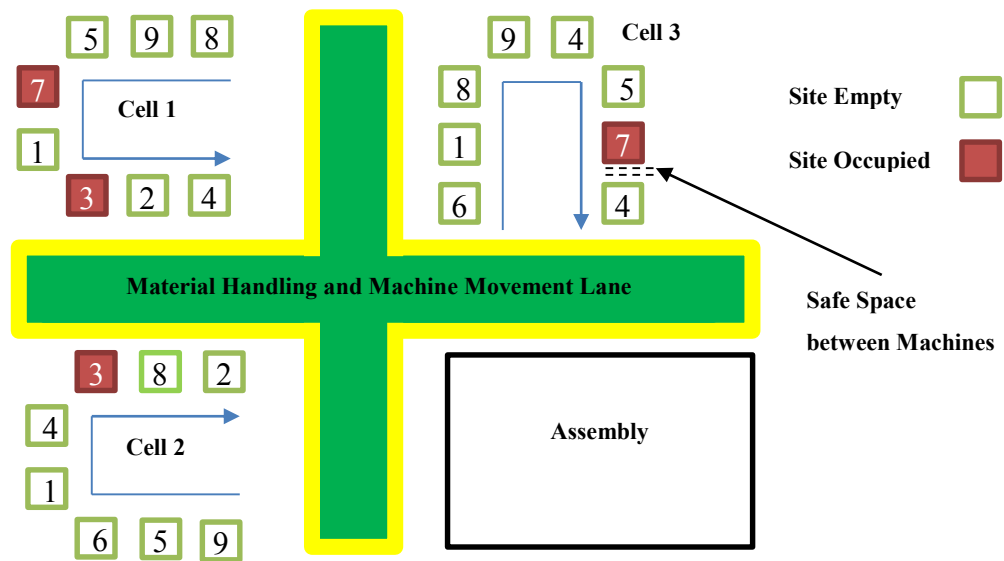 5 9 8
7
Cell 1
1
3 2 4
9 4 Cell 3
8 5
1 7
6 4
Site Empty
Site Occupied
Material Handling and Machine Movement Lane
Safe Space
between Machines
3 8 2
4
Cell 2
1
6 5 9
Assembly